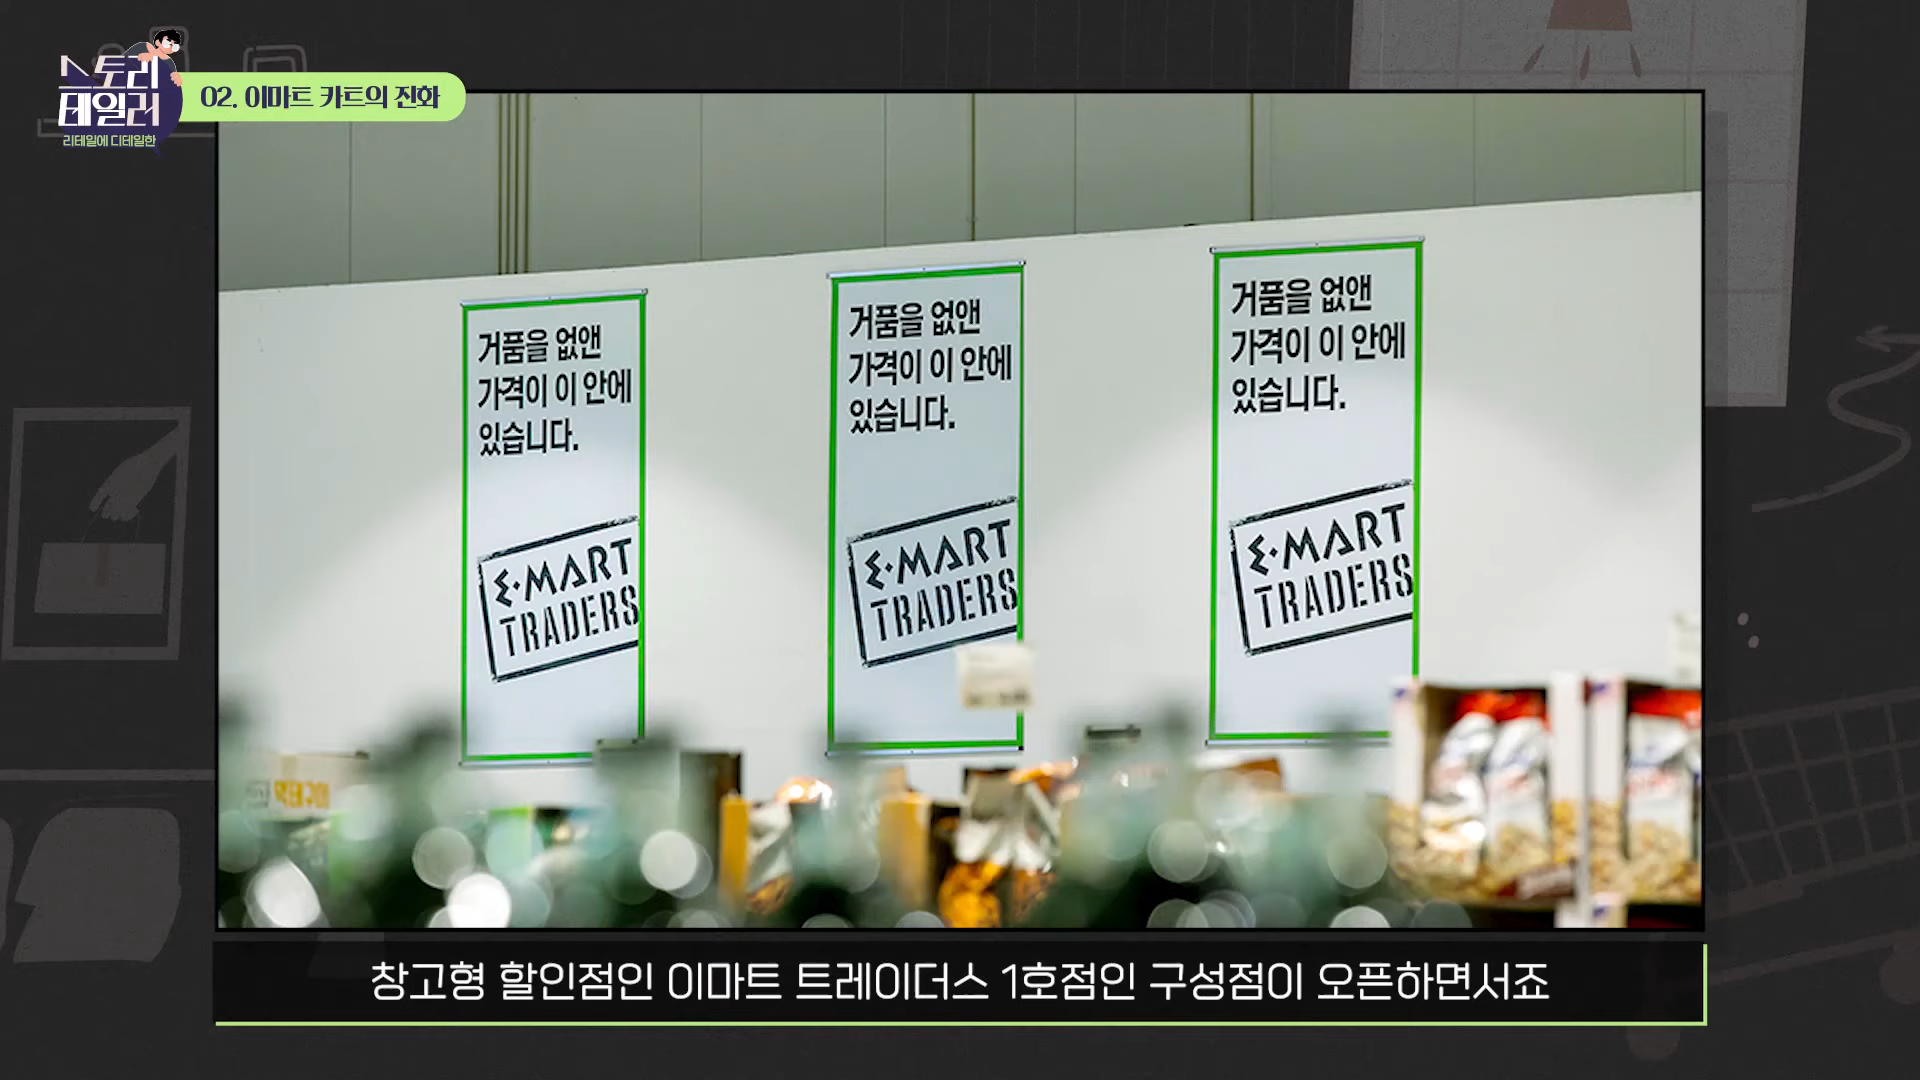 스토리
테일러
리테일에 디테일한
02. 이마트 카트의 진화
거품을 없앤
가격이 이 안에
있습니다.
E·MART
TRADERS
거품을 없앤
가격이 이 안에
있습니다.
E·MART
TRADERS
거품을 없앤
가격이 이 안에
있습니다.
E·MART
TRADERS
창고형 할인점인 이마트 트레이더스 1호점인 구성점이 오픈하면서죠